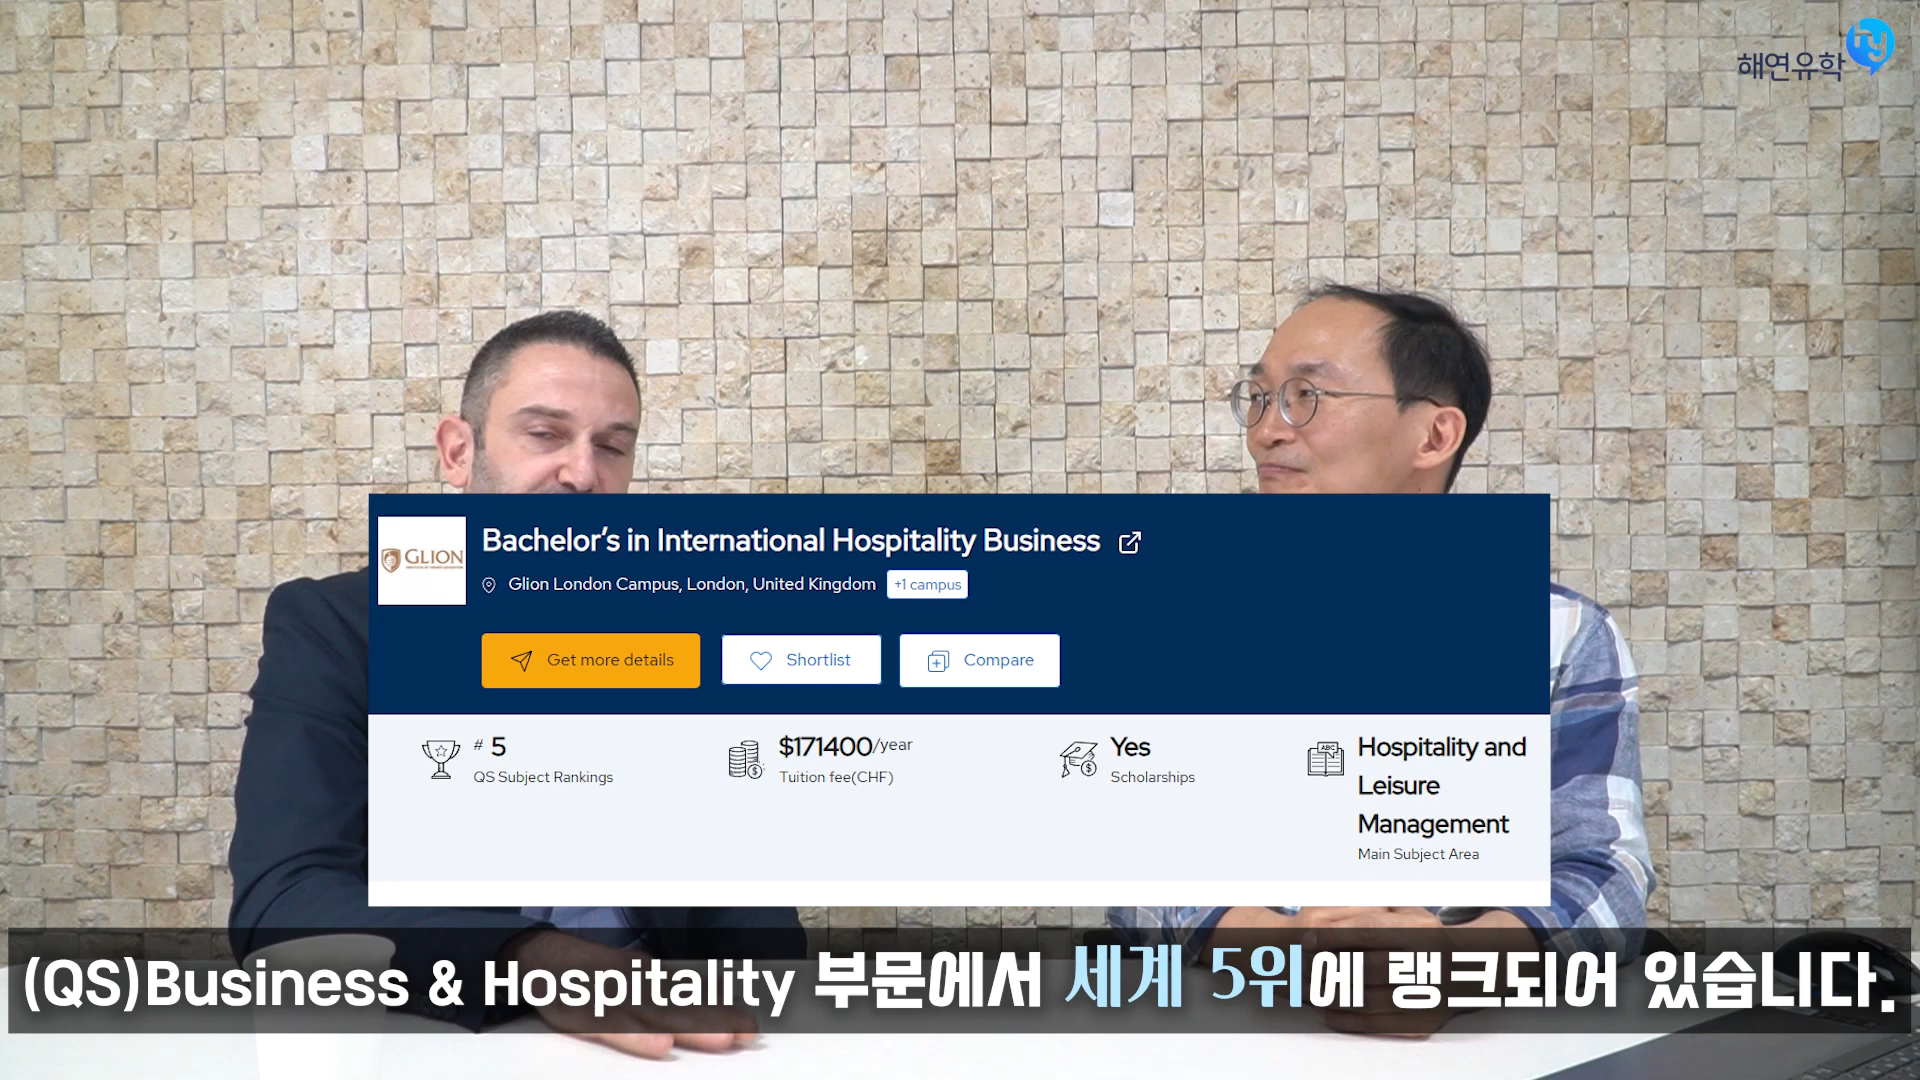 해연유학
hy
GLION
Bachelor's in International Hospitality Business
Glion London Campus, London, United Kingdom +1 campus
Get more details
Shortlist
Compare
# 5
QS Subject Rankings
$171400/year
Tuition fee(CHF)
Yes
Scholarships
ABC
Hospitality and
Leisure
Management
Main Subject Area
(QS)Business & Hospitality 부문에서 세계 5위에 랭크되어 있습니다.